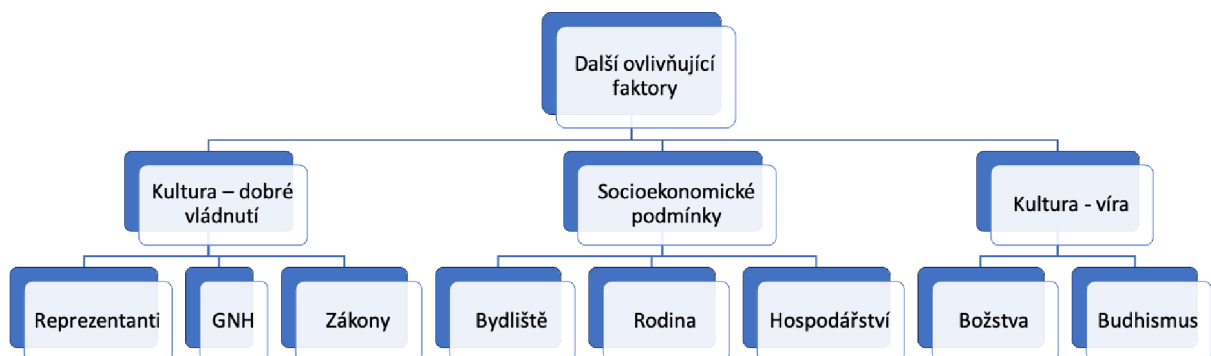 Další ovlivňující
faktory
Kultura – dobré
vládnutí
Socioekonomické
podmínky
Kultura - víra
Reprezentanti
GNH
Zákony
Bydliště
Rodina
Hospodářství
Božstva
Budhismus